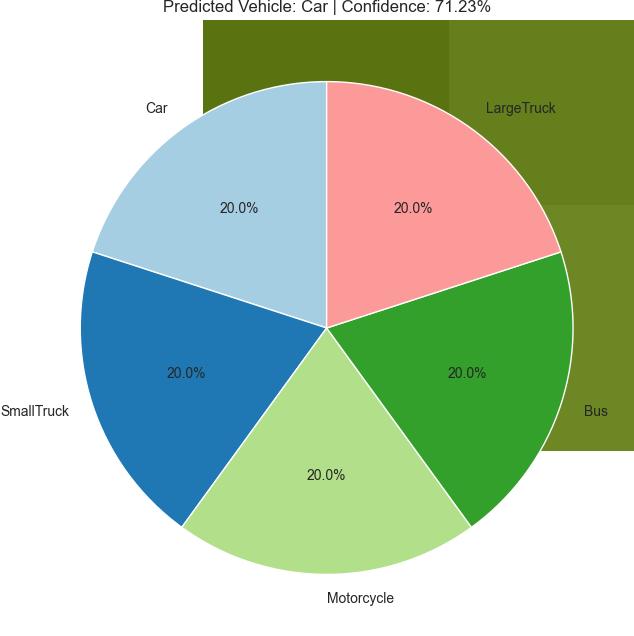 Predicted Vehicle: Car | Confidence: 71.23%
Car
LargeTruck
20.0%
20.0%
20.0%
20.0%
SmallTruck
Bus
20.0%
Motorcycle